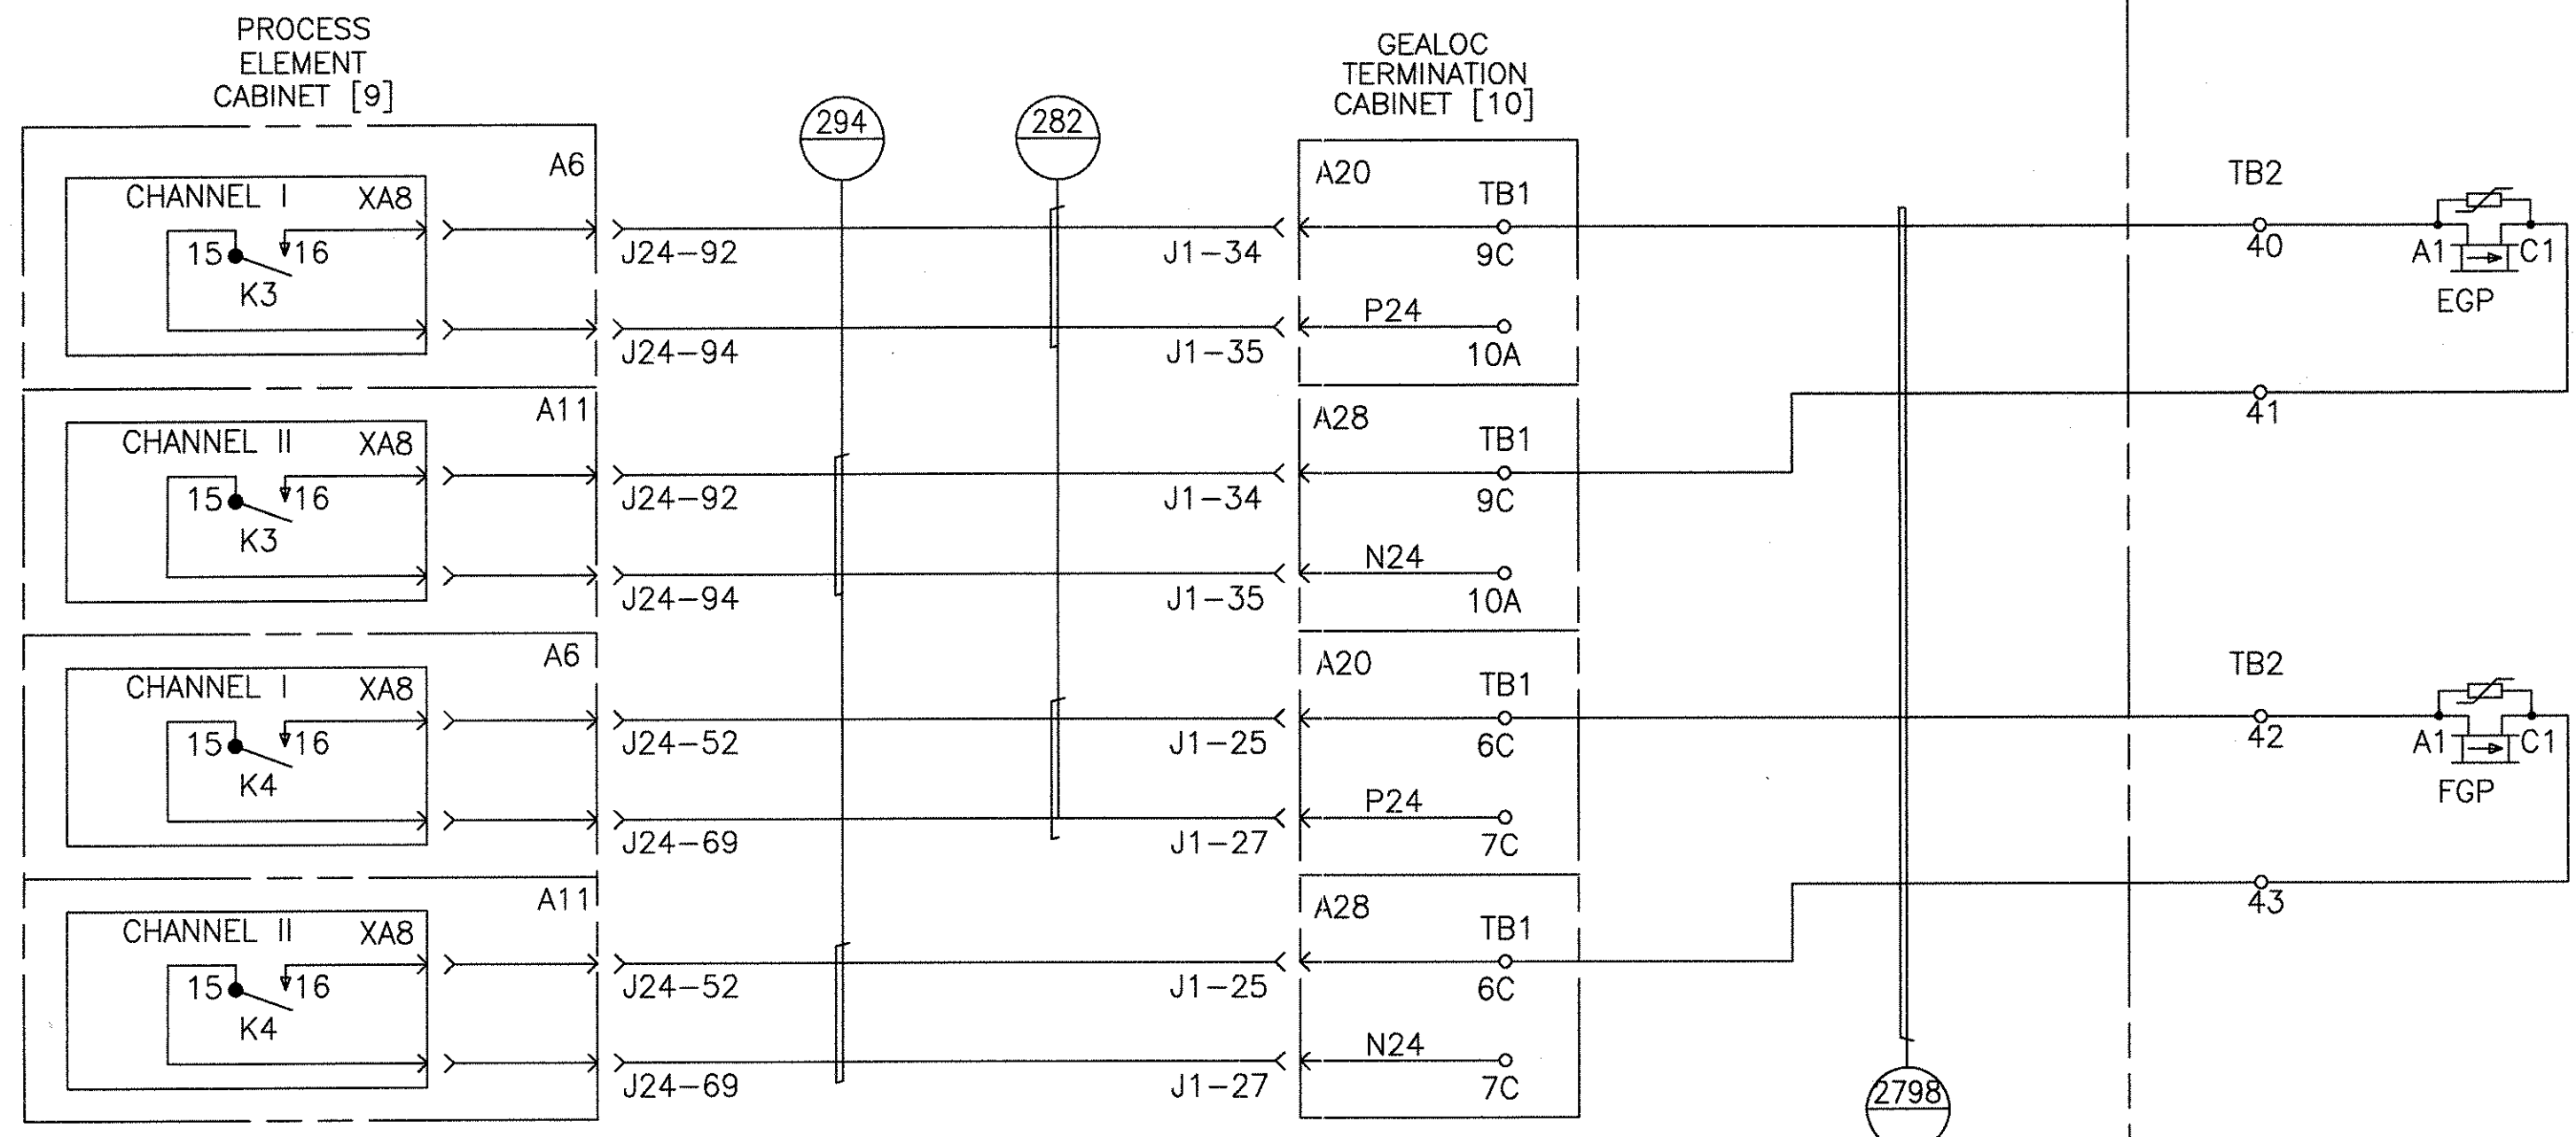 PROCESS
ELEMENT
CABINET [9]
294
282
GEALOC
TERMINATION
CABINET [10]
A6
CHANNEL I XA8
15 16
K3
J24-92
J24-94
J1-34
J1-35
A20
TB1
9C
P24
10A
TB2
40
A1 C1
EGP
41
A11
CHANNEL II XA8
15 16
K3
J24-92
J24-94
J1-34
J1-35
A28
TB1
9C
N24
10A
A6
CHANNEL I XA8
15 16
K4
J24-52
J24-69
J1-25
J1-27
A20
TB1
6C
P24
7C
TB2
42
A1 C1
FGP
43
A11
CHANNEL II XA8
15 16
K4
J24-52
J24-69
J1-25
J1-27
A28
TB1
6C
N24
7C
2798